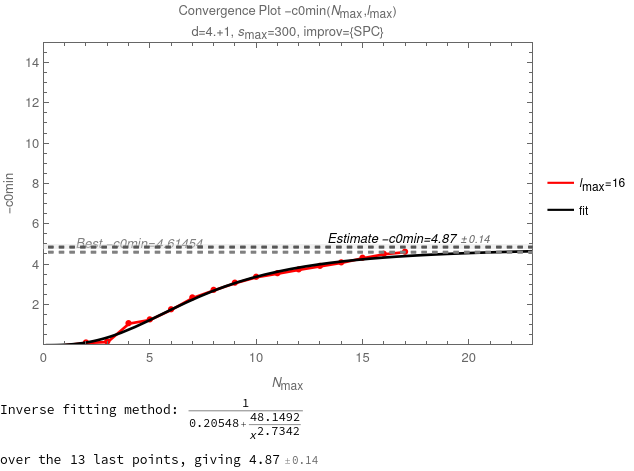 Convergence Plot −c0min(Nmax,lmax)
d=4.+1, smax=300, improv={SPC}
14
12
10
8
6
4
2
−c0min
Best −c0min=4.61454
Estimate −c0min=4.87 ±0.14
lmax=16
fit
0 5 10 15 20
Nmax
Inverse fitting method: 1
0.20548+ 48.1492
x2.7342
over the 13 last points, giving 4.87 ±0.14